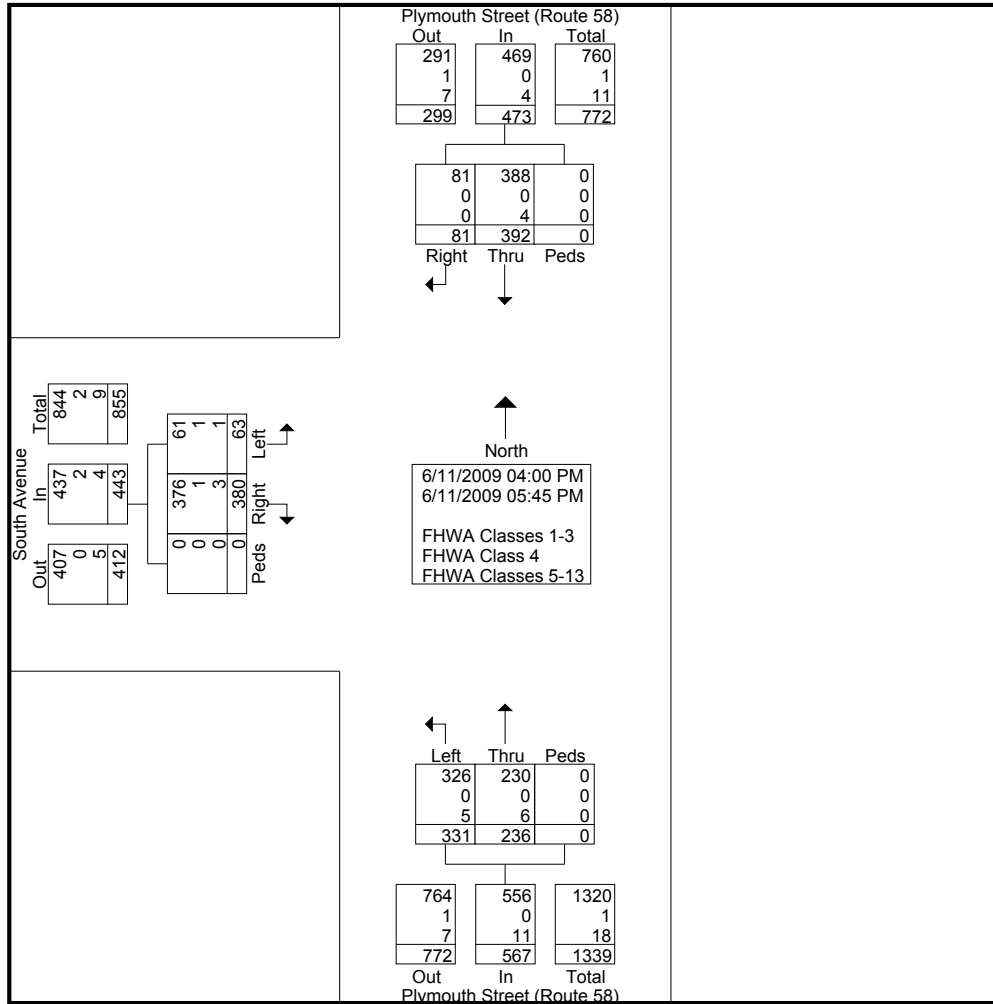 Plymouth Street (Route 58)
Out In Total
291 469 760
1 0 1
7 4 11
299 473 772
81 388 0
0 0 0
0 4 0
81 392 0
Right Thru Peds
South Avenue
Total
844
2
9
855
In
437
2
4
443
Out
407
0
5
412
61
1
1
63
Left
376
1
3
380
Right
0
0
0
0
Peds
North
6/11/2009 04:00 PM
6/11/2009 05:45 PM
FHWA Classes 1-3
FHWA Class 4
FHWA Classes 5-13
Left Thru Peds
326 230 0
0 0 0
5 6 0
331 236 0
764 556 1320
1 0 1
7 11 18
772 567 1339
Out In Total
Plymouth Street (Route 58)